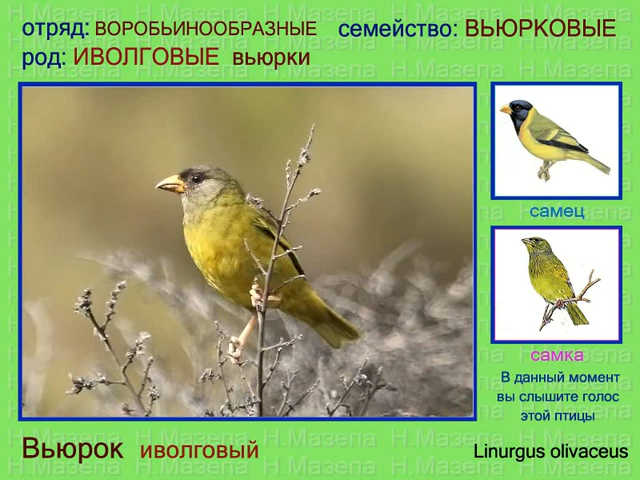 отряд: ВОРОБЬИНООБРАЗНЫЕ семейство: ВЬЮРКОВЫЕ
род: ИВОЛГОВЫЕ вьюрки
самец
самка
В данный момент
вы слышите голос
этой птицы
Вьюрок иволговый Linurgus olivaceus
Н.Мазепа